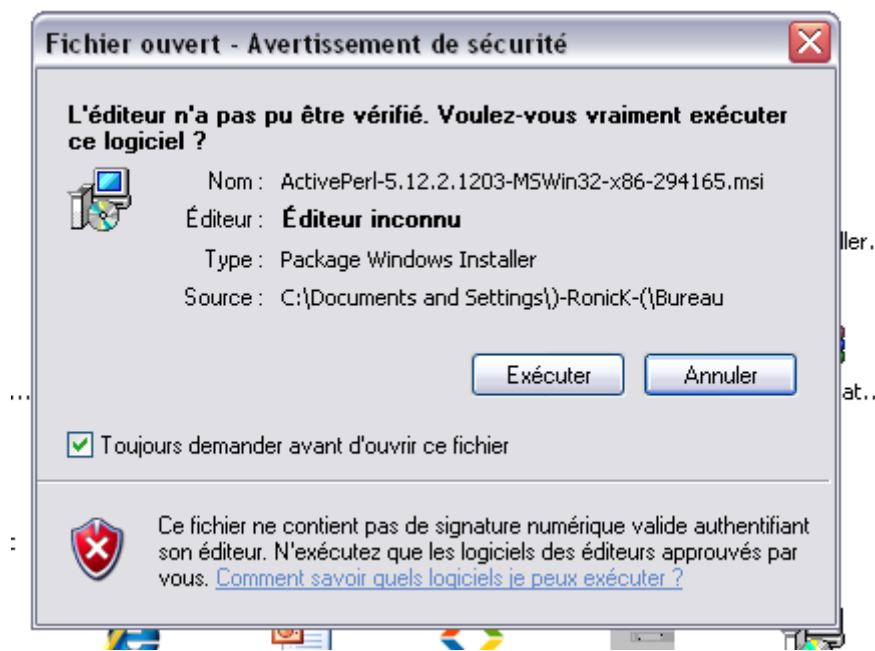 Fichier ouvert - Avertissement de sécurité
L'éditeur n'a pas pu être vérifié. Voulez-vous vraiment exécuter
ce logiciel ?
Nom : ActivePerl-5.12.2.1203-MSWin32-x86-294165.msi
Éditeur : Éditeur inconnu
Type : Package Windows Installer
Source : C:\Documents and Settings\)-RonicK-(\Bureau
ller.
Exécuter Annuler
... at..
Toujours demander avant d'ouvrir ce fichier
Ce fichier ne contient pas de signature numérique valide authentifiant
son éditeur. N'exécutez que les logiciels des éditeurs approuvés par
vous. Comment savoir quels logiciels je peux exécuter ?